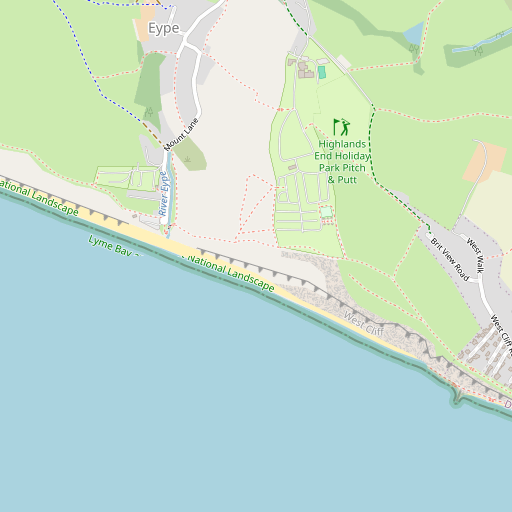 Eype
Mount Lane
Highlands
End Holiday
Park Pitch
& Putt
River Eype
National Landscape
Lyme Bay
National Landscape
West Cliff
Brit View Road
West Walk
West Cliff